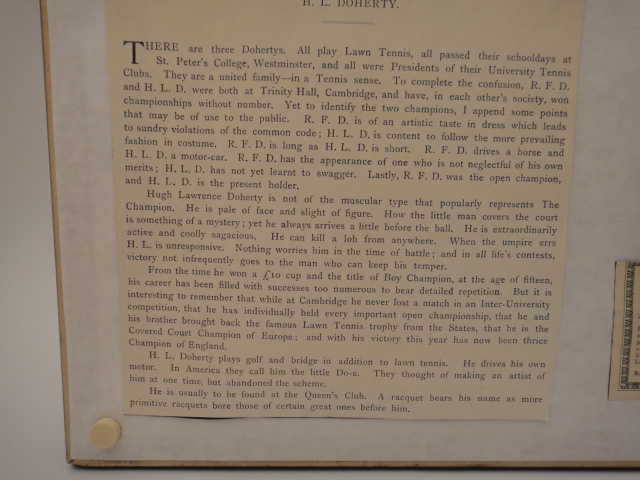 H. L. DOHERTY.
THERE are three Dohertys. All play Lawn Tennis, all passed their schooldays at
St. Peter's College, Westminster, and all were Presidents of their University Tennis
Clubs. They are a united family—in a Tennis sense. To complete the confusion, R. F. D.
and H. L. D. were both at Trinity Hall, Cambridge, and have, in each other's society, won
championships without number. Yet to identify the two champions, I append some points
that may be of use to the public. R. F. D. is of an artistic taste in dress which leads
to sundry violations of the common code; H. L. D. is content to follow the more prevailing
fashion in costume. R. F. D. is long as H. L. D. is short. R. F. D. drives a horse and
H. L. D. a motor-car. R. F. D. has the appearance of one who is not neglectful of his own
merits; H. L. D. has not yet learnt to swagger. Lastly, R. F. D. was the open champion,
and H. L. D. is the present holder.
Hugh Lawrence Doherty is not of the muscular type that popularly represents The
Champion. He is pale of face and slight of figure. How the little man covers the court
is something of a mystery; yet he always arrives a little before the ball. He is extraordinarily
active and coolly sagacious. He can kill a lob from anywhere. When the umpire errs
H. L. is unresponsive. Nothing worries him in the time of battle; and in all life's contests,
victory not infrequently goes to the man who can keep his temper.
From the time he won a £10 cup and the title of Boy Champion, at the age of fifteen,
his career has been filled with successes too numerous to bear detailed repetition. But it is
interesting to remember that while at Cambridge he never lost a match in an Inter-University
competition, that he has individually held every important open championship, that he and
his brother brought back the famous Lawn Tennis trophy from the States, that he is the
Covered Court Champion of Europe; and with his victory this year has now been thrice
Champion of England.
H. L. Doherty plays golf and bridge in addition to lawn tennis. He drives his own
motor. In America they call him the little Do-e. They thought of making an artist of
him at one time, but abandoned the scheme.
He is usually to be found at the Queen's Club. A racquet bears his name as more
primitive racquets bore those of certain great ones before him.